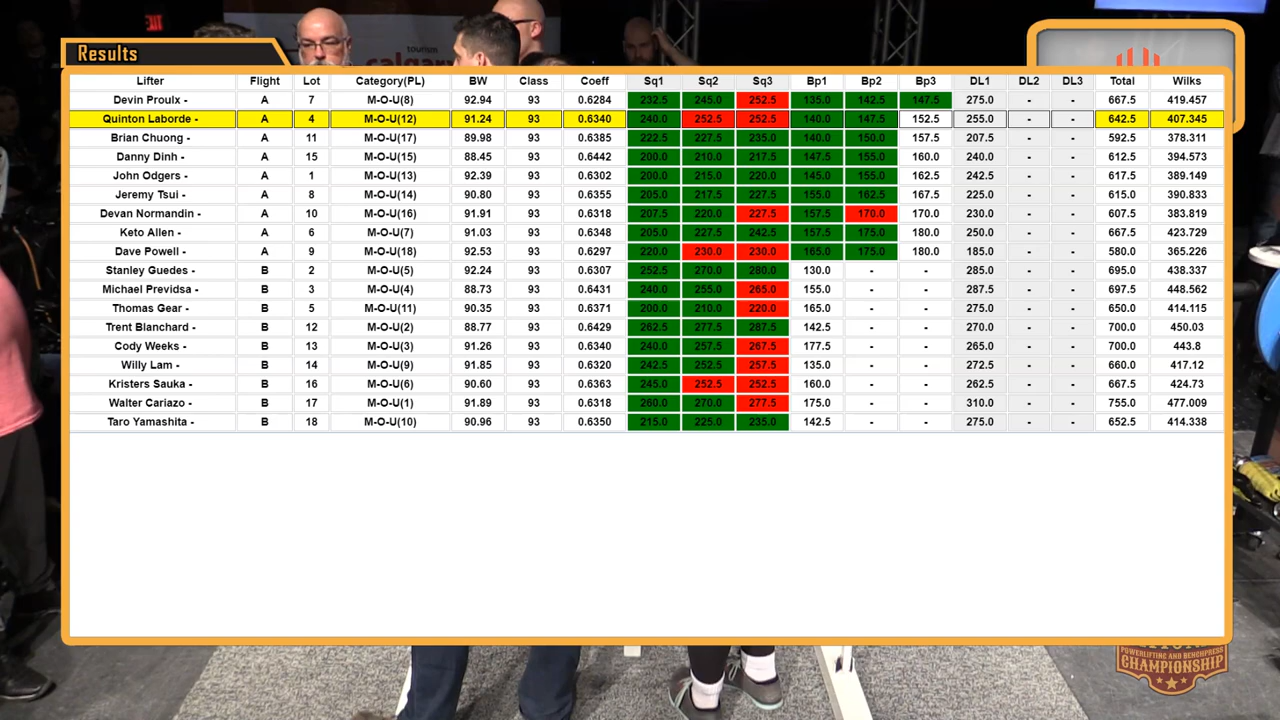 EXIT
tourism
calgary
Results
Lifter Flight Lot Category(PL) BW Class Coeff Sq1 Sq2 Sq3 Bp1 Bp2 Bp3 DL1 DL2 DL3 Total Wilks
Devin Proulx - A 7 M-O-U(8) 92.94 93 0.6284 232.5 245.0 252.5 135.0 142.5 147.5 275.0 - - 667.5 419.457
Quinton Laborde - A 4 M-O-U(12) 91.24 93 0.6340 240.0 252.5 252.5 140.0 147.5 152.5 255.0 - - 642.5 407.345
Brian Chuong - A 11 M-O-U(17) 89.98 93 0.6385 222.5 227.5 235.0 140.0 150.0 157.5 207.5 - - 592.5 378.311
Danny Dinh - A 15 M-O-U(15) 88.45 93 0.6442 200.0 210.0 217.5 147.5 155.0 160.0 240.0 - - 612.5 394.573
John Odgers - A 1 M-O-U(13) 92.39 93 0.6302 200.0 215.0 220.0 145.0 155.0 162.5 242.5 - - 617.5 389.149
Jeremy Tsui - A 8 M-O-U(14) 90.80 93 0.6355 205.0 217.5 227.5 155.0 162.5 167.5 225.0 - - 615.0 390.833
Devan Normandin - A 10 M-O-U(16) 91.91 93 0.6318 207.5 220.0 227.5 157.5 170.0 170.0 230.0 - - 607.5 383.819
Keto Allen - A 6 M-O-U(7) 91.03 93 0.6348 205.0 227.5 242.5 157.5 175.0 180.0 250.0 - - 667.5 423.729
Dave Powell - A 9 M-O-U(18) 92.53 93 0.6297 220.0 230.0 230.0 165.0 175.0 180.0 185.0 - - 580.0 365.226
Stanley Guedes - B 2 M-O-U(5) 92.24 93 0.6307 252.5 270.0 280.0 130.0 - - 285.0 - - 695.0 438.337
Michael Previdsa - B 3 M-O-U(4) 88.73 93 0.6431 240.0 255.0 265.0 155.0 - - 287.5 - - 697.5 448.562
Thomas Gear - B 5 M-O-U(11) 90.35 93 0.6371 200.0 210.0 220.0 165.0 - - 275.0 - - 650.0 414.115
Trent Blanchard - B 12 M-O-U(2) 88.77 93 0.6429 262.5 277.5 287.5 142.5 - - 270.0 - - 700.0 450.03
Cody Weeks - B 13 M-O-U(3) 91.26 93 0.6340 240.0 257.5 267.5 177.5 - - 265.0 - - 700.0 443.8
Willy Lam - B 14 M-O-U(9) 91.85 93 0.6320 242.5 252.5 257.5 135.0 - - 272.5 - - 660.0 417.12
Kristers Sauka - B 16 M-O-U(6) 90.60 93 0.6363 245.0 252.5 252.5 160.0 - - 262.5 - - 667.5 424.73
Walter Cariazo - B 17 M-O-U(1) 91.89 93 0.6318 260.0 270.0 277.5 175.0 - - 310.0 - - 755.0 477.019
Taro Yamashita - B 18 M-O-U(10) 90.96 93 0.6350 215.0 225.0 235.0 142.5 - - 275.0 - - 652.5 414.338
POWERLIFTING AND BENCHPRESS
CHAMPIONSHIP